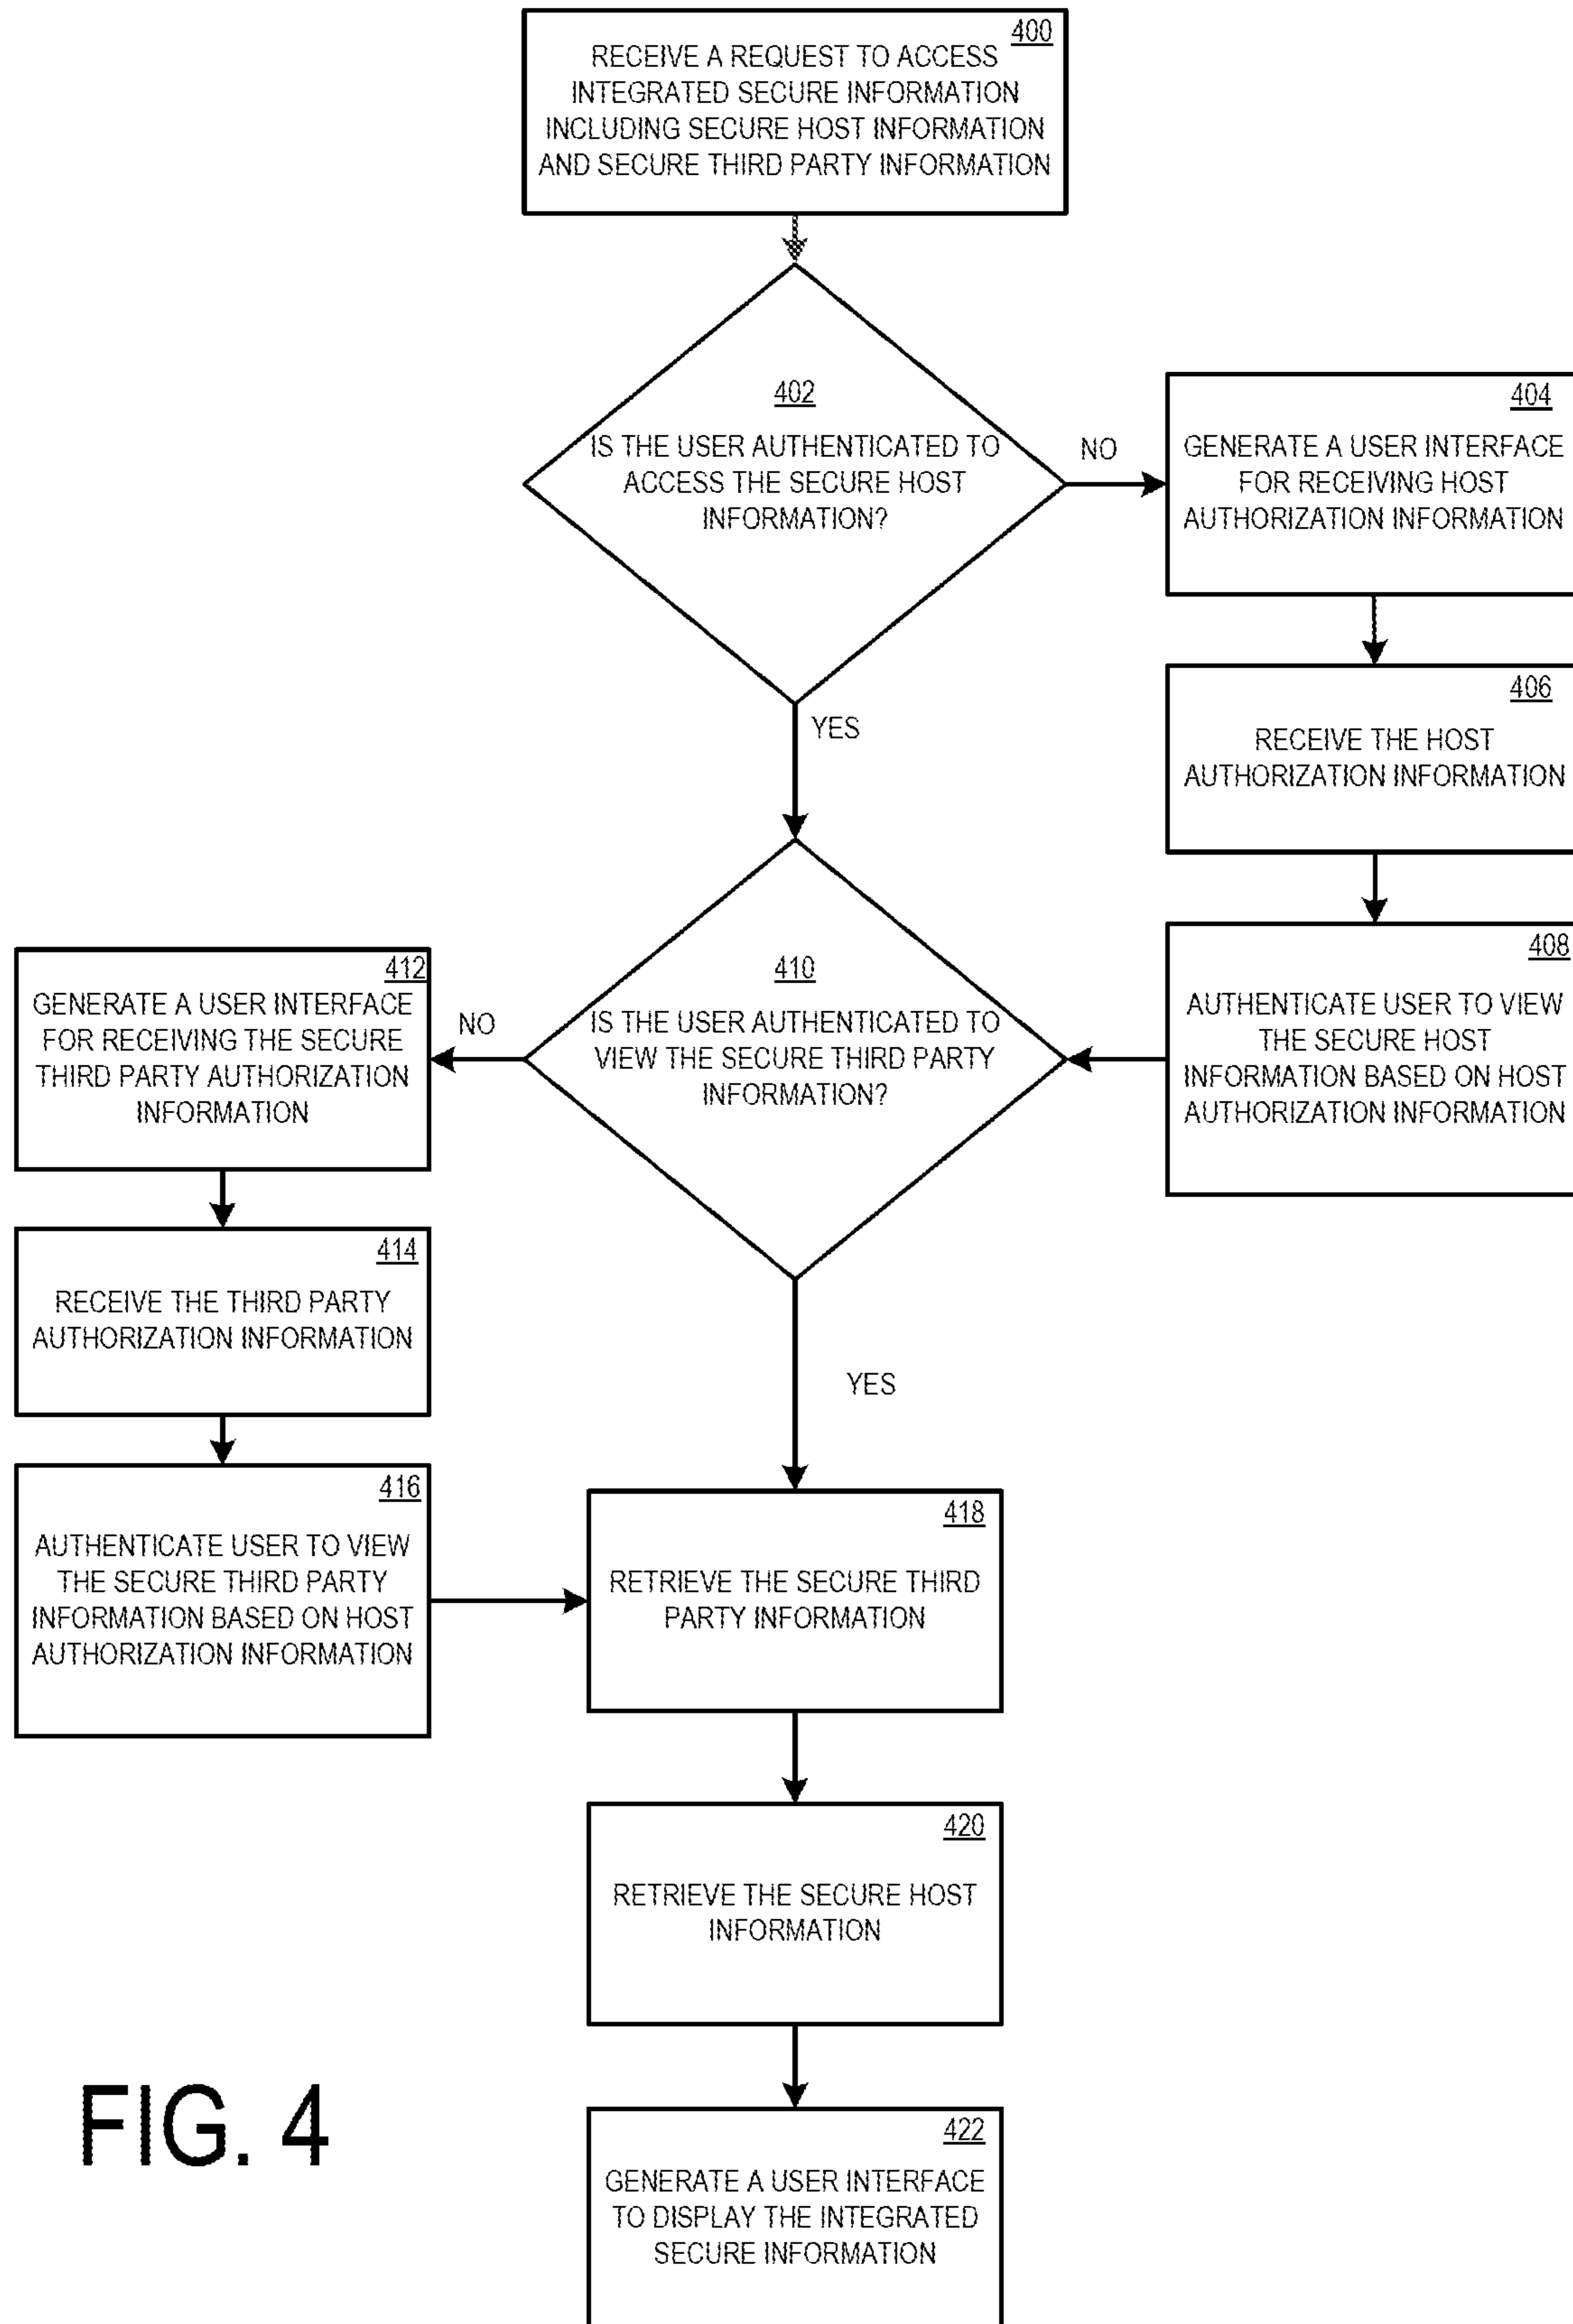 400
RECEIVE A REQUEST TO ACCESS
INTEGRATED SECURE INFORMATION
INCLUDING SECURE HOST INFORMATION
AND SECURE THIRD PARTY INFORMATION
402
IS THE USER AUTHENTICATED TO
ACCESS THE SECURE HOST
INFORMATION?
NO
404
GENERATE A USER INTERFACE
FOR RECEIVING HOST
AUTHORIZATION INFORMATION
406
RECEIVE THE HOST
AUTHORIZATION INFORMATION
408
AUTHENTICATE USER TO VIEW
THE SECURE HOST
INFORMATION BASED ON HOST
AUTHORIZATION INFORMATION
YES
410
IS THE USER AUTHENTICATED TO
VIEW THE SECURE THIRD PARTY
INFORMATION?
NO
412
GENERATE A USER INTERFACE
FOR RECEIVING THE SECURE
THIRD PARTY AUTHORIZATION
INFORMATION
414
RECEIVE THE THIRD PARTY
AUTHORIZATION INFORMATION
416
AUTHENTICATE USER TO VIEW
THE SECURE THIRD PARTY
INFORMATION BASED ON HOST
AUTHORIZATION INFORMATION
YES
418
RETRIEVE THE SECURE THIRD
PARTY INFORMATION
420
RETRIEVE THE SECURE HOST
INFORMATION
422
GENERATE A USER INTERFACE
TO DISPLAY THE INTEGRATED
SECURE INFORMATION
FIG. 4